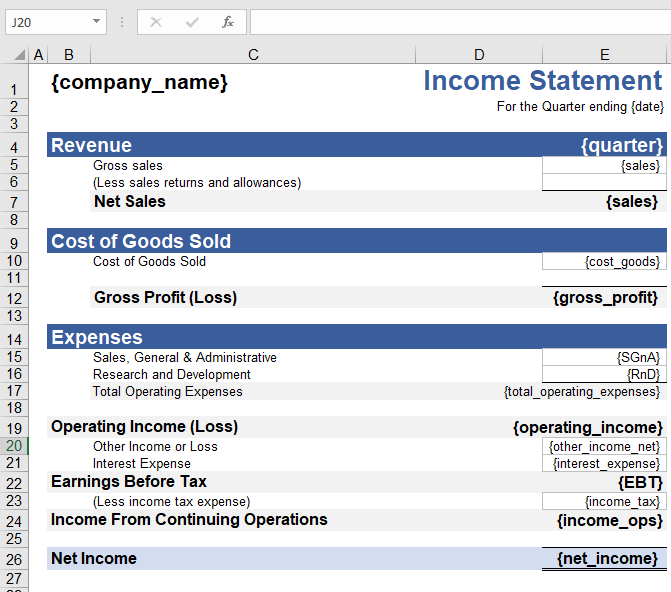 J20 fx
A B C D E
1 {company_name} Income Statement
2 For the Quarter ending {date}
3
4 Revenue {quarter}
5 Gross sales {sales}
6 (Less sales returns and allowances)
7 Net Sales {sales}
8
9 Cost of Goods Sold
10 Cost of Goods Sold {cost_goods}
11
12 Gross Profit (Loss) {gross_profit}
13
14 Expenses
15 Sales, General & Administrative {SGnA}
16 Research and Development {RnD}
17 Total Operating Expenses {total_operating_expenses}
18
19 Operating Income (Loss) {operating_income}
20 Other Income or Loss {other_income_net}
21 Interest Expense {interest_expense}
22 Earnings Before Tax {EBT}
23 (Less income tax expense) {income_tax}
24 Income From Continuing Operations {income_ops}
25
26 Net Income {net_income}
27